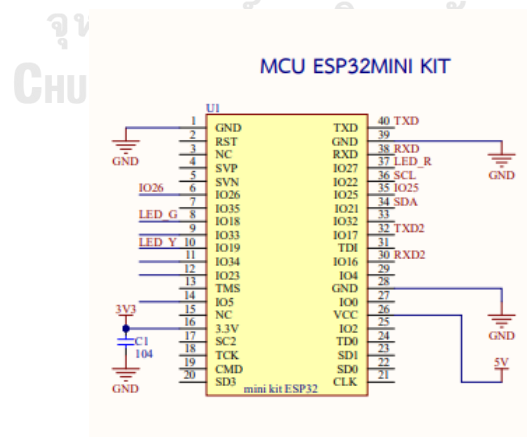 CHU
MCU ESP32MINI KIT
U1
1 GND TXD 40 TXD
2 RST GND 39
3 NC RXD 38 RXD
4 SVP IO27 37 LED_R
5 SVN IO22 36 SCL
IO26 6 IO26 IO25 35 IO25
7 IO35 IO21 34 SDA
LED_G 8 IO18 IO32 33
9 IO33 IO17 32 TXD2
LED_Y 10 IO19 TDI 31
11 IO34 IO16 30 RXD2
12 IO23 IO4 29
13 TMS GND 28
14 IO5 IO0 27
15 NC VCC 26
16 3.3V IO2 25
17 SC2 TD0 24
18 TCK SD1 23
19 CMD SD0 22
20 SD3 CLK 21
mini kit ESP32
GND
GND
3V3
C1
104
GND
GND
5V